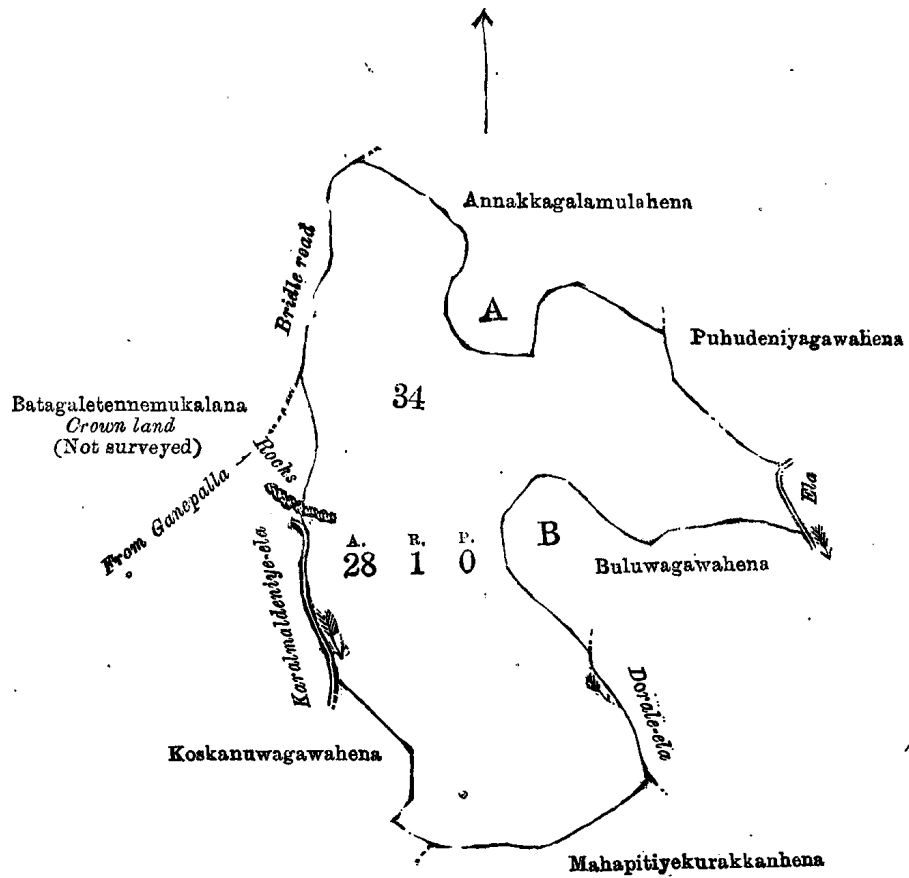 Annakkagalamulahena
Bridle road
A
Puhudeniyagawahena
34
Batagaletennemukalana
Crown land
(Not surveyed)
Rocks
From Ganepalla
Ela
A. R. P.
28 1 0
B
Buluwagawahena
Karalmaldeniye-ela
Dorale-ela
Koskanuwagawahena
Mahapitiyekurakkanhena